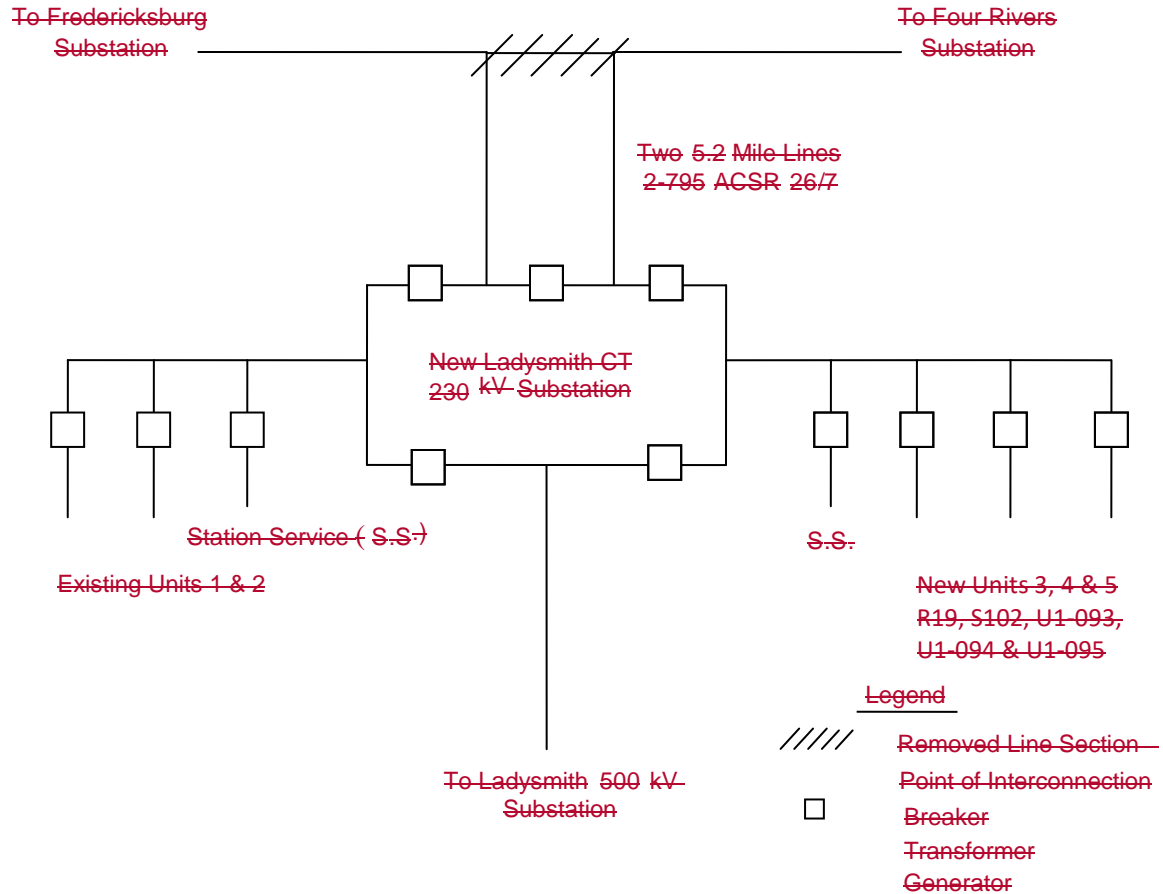 To Fredericksburg
Substation
To Four Rivers
Substation
Two 5.2 Mile Lines
2-795 ACSR 26/7
New Ladysmith CT
230 kV Substation
Station Service ( S.S.)
S.S.
Existing Units 1 & 2
New Units 3, 4 & 5
R19, S102, U1-093,
U1-094 & U1-095
Legend
Removed Line Section
Point of Interconnection
Breaker
Transformer
Generator
To Ladysmith 500 kV
Substation